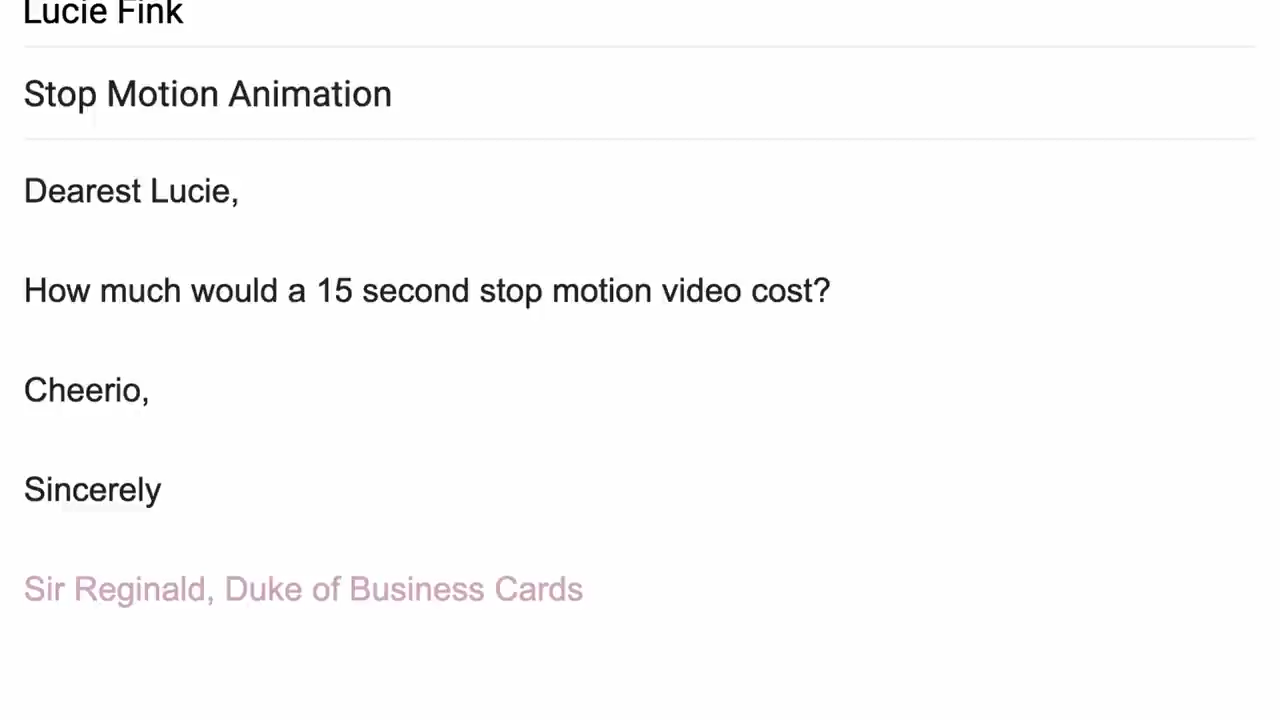 Lucie Fink
Stop Motion Animation
Dearest Lucie,
How much would a 15 second stop motion video cost?
Cheerio,
Sincerely
Sir Reginald, Duke of Business Cards